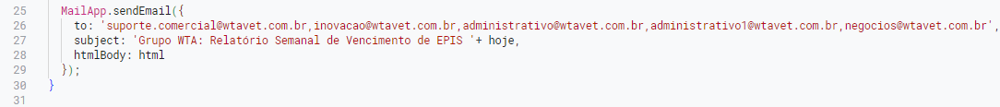 25 MailApp.sendEmail({
26 to: 'suporte.comercial@wtavet.com.br,inovacao@wtavet.com.br,administrativo@wtavet.com.br,administrativo1@wtavet.com.br,negocios@wtavet.com.br',
27 subject: 'Grupo WTA: Relatório Semanal de Vencimento de EPIS '+ hoje,
28 htmlBody: html
29 });
30 }
31